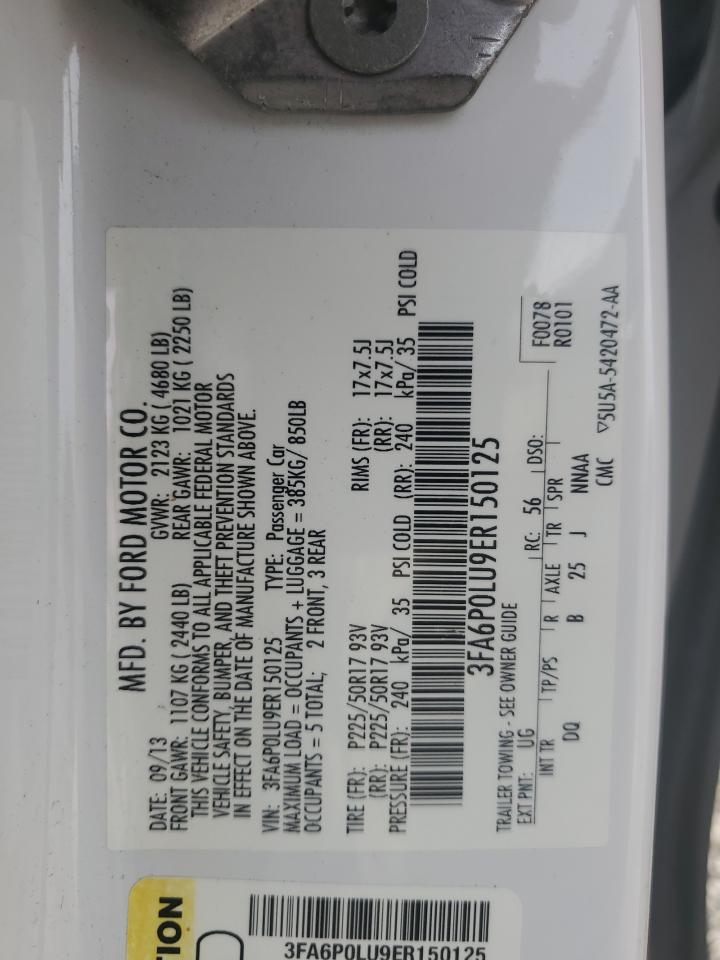 MFD. BY FORD MOTOR CO.
DATE: 09/13 GVWR: 2123 KG ( 4680 LB)
FRONT GAWR: 1107 KG ( 2440 LB) REAR GAWR: 1021 KG ( 2250 LB)
THIS VEHICLE CONFORMS TO ALL APPLICABLE FEDERAL MOTOR
VEHICLE SAFETY, BUMPER, AND THEFT PREVENTION STANDARDS
IN EFFECT ON THE DATE OF MANUFACTURE SHOWN ABOVE.
VIN: 3FA6P0LU9ER150125 TYPE: Passenger Car
MAXIMUM LOAD = OCCUPANTS + LUGGAGE = 385KG/ 850LB
OCCUPANTS = 5 TOTAL; 2 FRONT, 3 REAR
TIRE (FR): P225/50R17 93V RIMS (FR): 17x7.5J
(RR): P225/50R17 93V (RR): 17x7.5J
PRESSURE (FR): 240 kPa/ 35 PSI COLD (RR): 240 kPa/ 35 PSI COLD
3FA6P0LU9ER150125
TRAILER TOWING - SEE OWNER GUIDE
EXT PNT: UG RC: 56 DSO: F0078
R0101
INT TR TP/PS R AXLE TR SPR
DQ B 25 J NNAA
CMC ▽5U5A-5420472-AA
TION
3FA6P0LU9ER150125